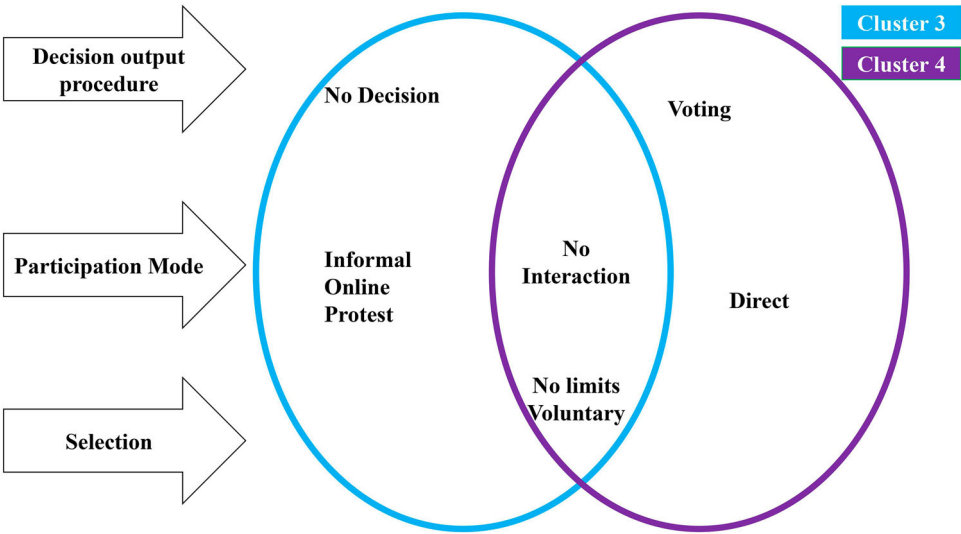 Cluster 3
Cluster 4
Decision output
procedure
No Decision
Voting
Participation Mode
Informal
Online
Protest
No
Interaction
Direct
Selection
No limits
Voluntary